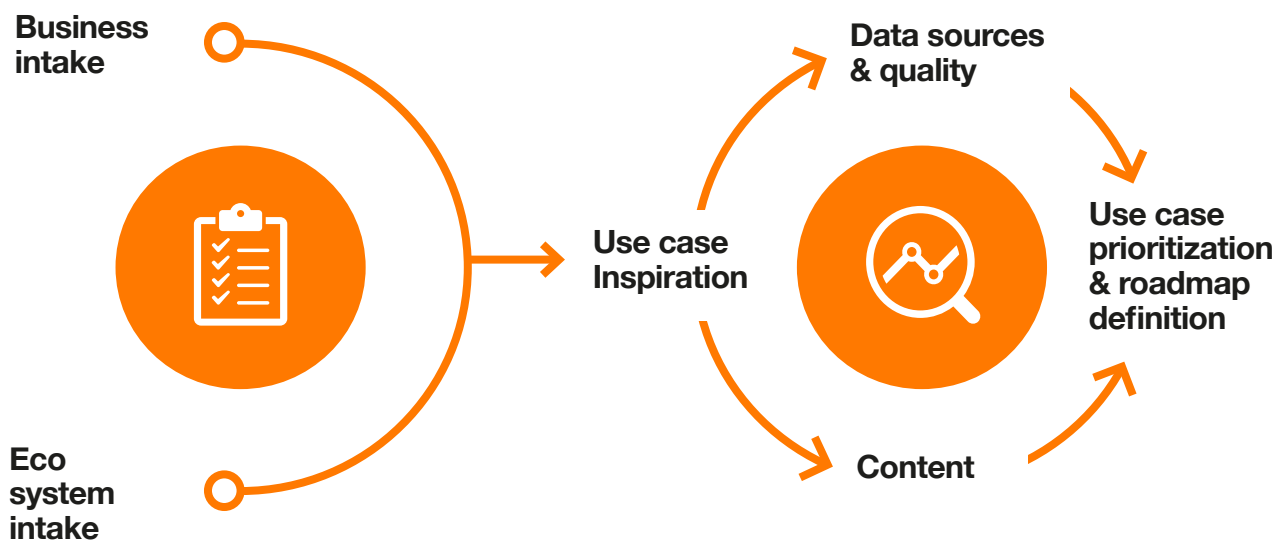 Business
intake
Eco
system
intake
Use case
Inspiration
Data sources
& quality
Content
Use case
prioritization
& roadmap
definition